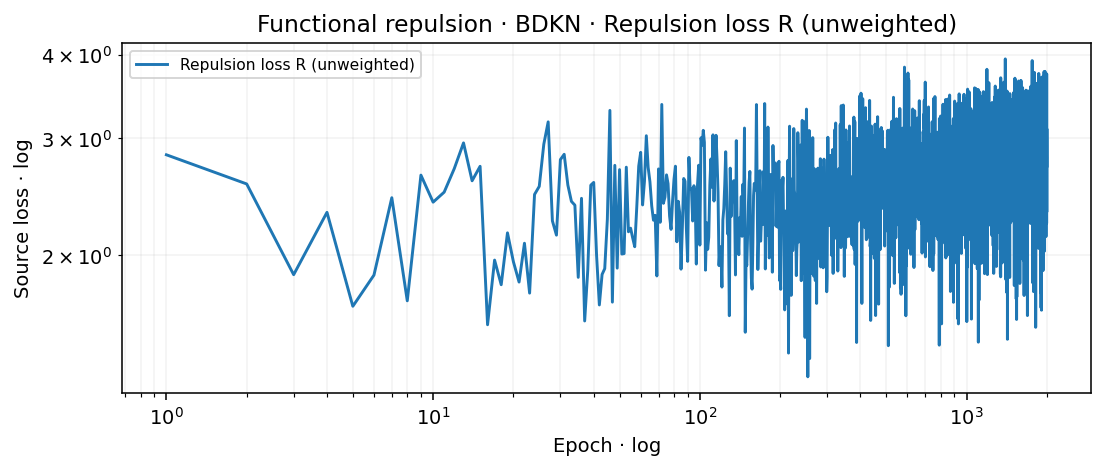 Functional repulsion · BDKN · Repulsion loss R (unweighted)
4 × 10⁰
Repulsion loss R (unweighted)
3 × 10⁰
2 × 10⁰
Source loss · log
10⁰ 10¹ 10² 10³
Epoch · log